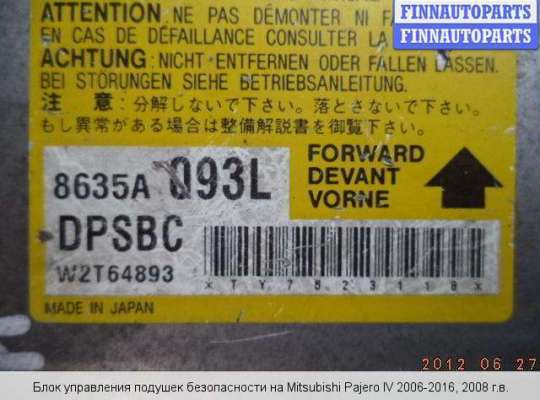 ATTENTION: NE PAS DÉMONTER NI
EN CAS DE DÉFAILLANCE CONSULTER LA
ACHTUNG: NICHT ENTFERNEN ODER FALLEN LASSEN.
BEI STÖRUNGEN SIEHE BETRIEBSANLEITUNG.
注 意:分解しないで下さい。落とさないで下さい。
もし異常がある場合は整備解説書を御覧下さい。
FINNAUTOPARTS
FINNAUTOPARTS
8635A 093L
DPSBC
W2T64893
*TY7523118*
FORWARD
DEVANT
VORNE
MADE IN JAPAN
2012 06 27
Блок управления подушек безопасности на Mitsubishi Pajero IV 2006-2016, 2008 г.в.